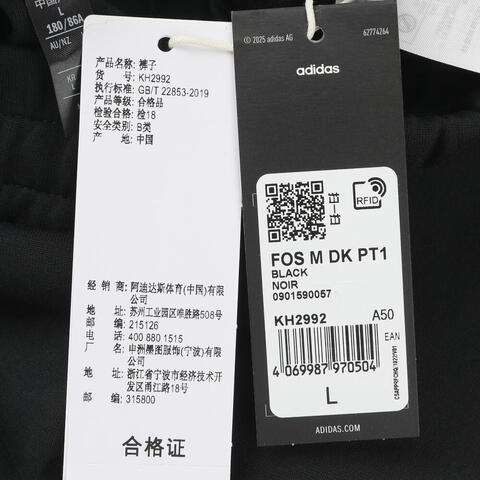 中国
L
180/86A
AU/NZ
KR
L
产品名称: 裤子
货 号: KH2992
执行标准: GB/T 22853-2019
产品等级: 合格品
检验合格: 检18
安全类别: B类
产 地: 中国
经 销 商: 阿迪达斯体育(中国)有限
公司
地 址: 苏州工业园区唯胜路508号
邮 编: 215126
电 话: 400 880 1515
厂 名: 申洲墨图服饰(宁波)有限
公司
地 址: 浙江省宁波市经济技术开
发区甬江路18号
邮 编: 315800
合格证
© 2025 adidas AG
62774264
adidas
RFID
FOS M DK PT1
BLACK
NOIR
0901590057
KH2992 A50
EAN
4 069987 970504
L
ADIDAS.COM